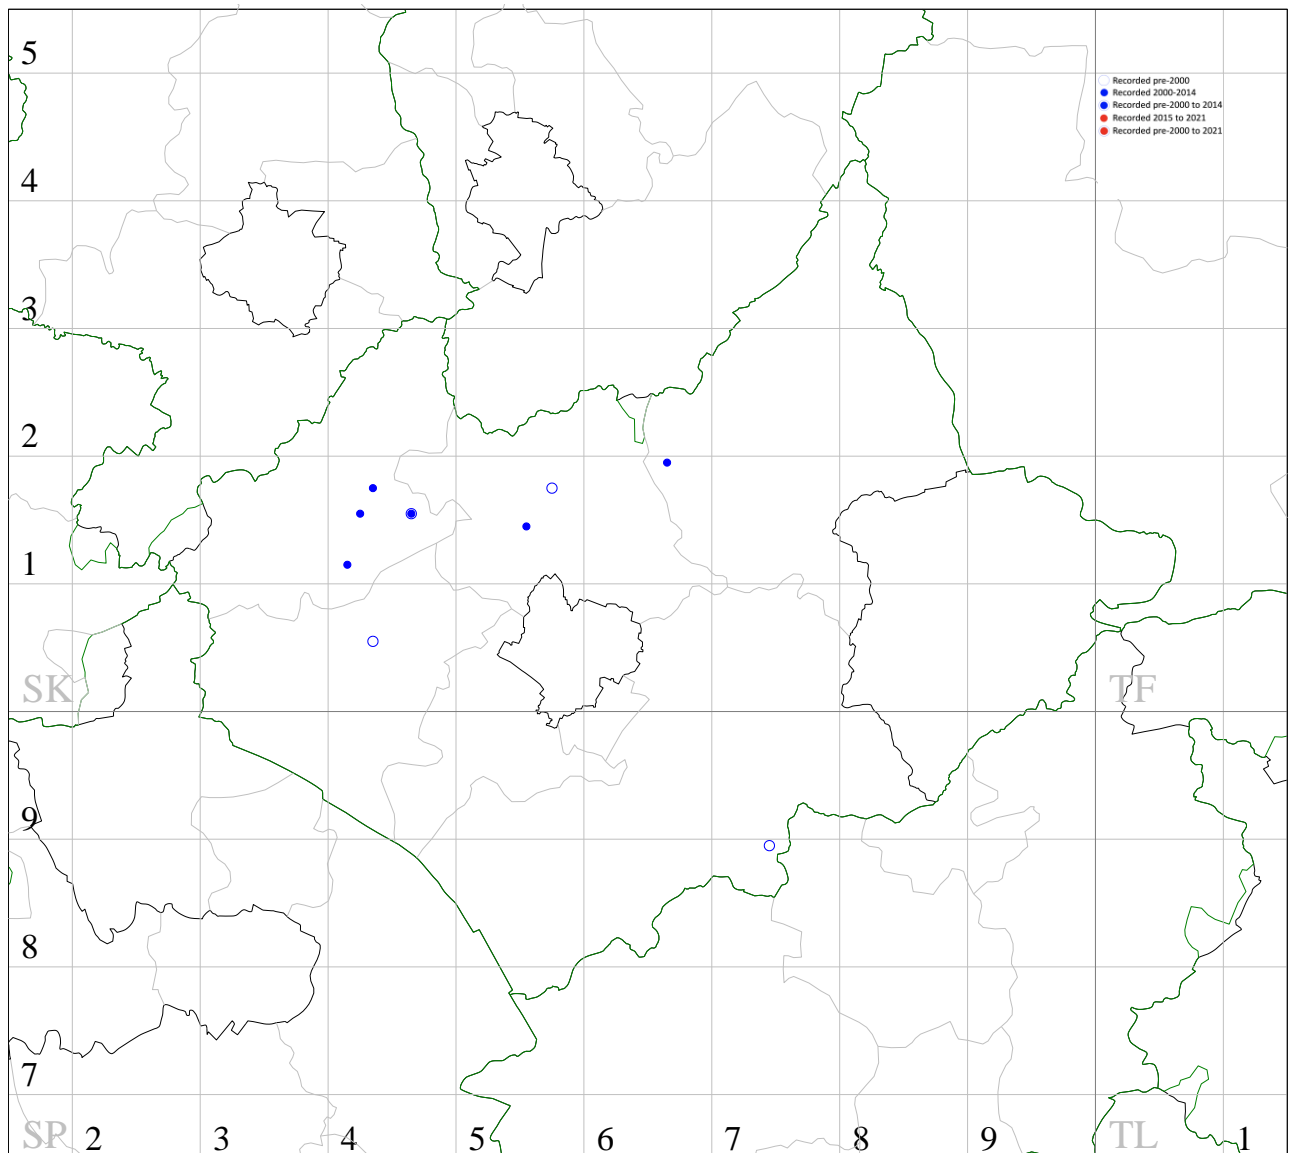 5
Recorded pre-2000
Recorded 2000-2014
Recorded pre-2000 to 2014
Recorded 2015 to 2021
Recorded pre-2000 to 2021
4
3
2
1
SK TF
9
8
7
SP 2 3 4 5 6 7 8 9 TL 1